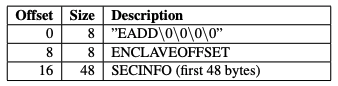 Offset Size Description
0 8 "EADD\0\0\0\0"
8 8 ENCLAVEOFFSET
16 48 SECINFO (first 48 bytes)